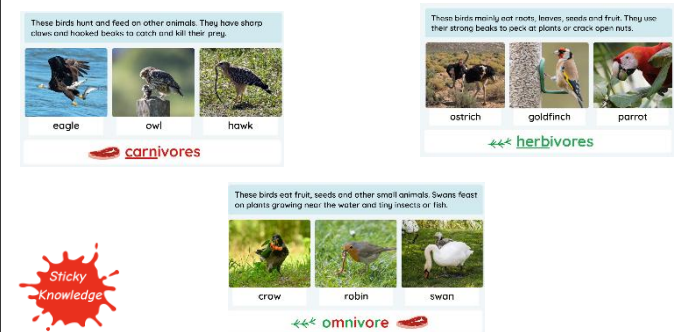 These birds hunt and feed on other animals. They have sharp
claws and hooked beaks to catch and kill their prey.
eagle
owl
hawk
carnivores
These birds mainly eat roots, leaves, seeds and fruit. They use
their strong beaks to peck at plants or crack open nuts.
ostrich
goldfinch
parrot
herbivores
These birds eat fruit, seeds and other small animals. Swans feast
on plants growing near the water and tiny insects or fish.
crow
robin
swan
omnivore
Sticky
Knowledge